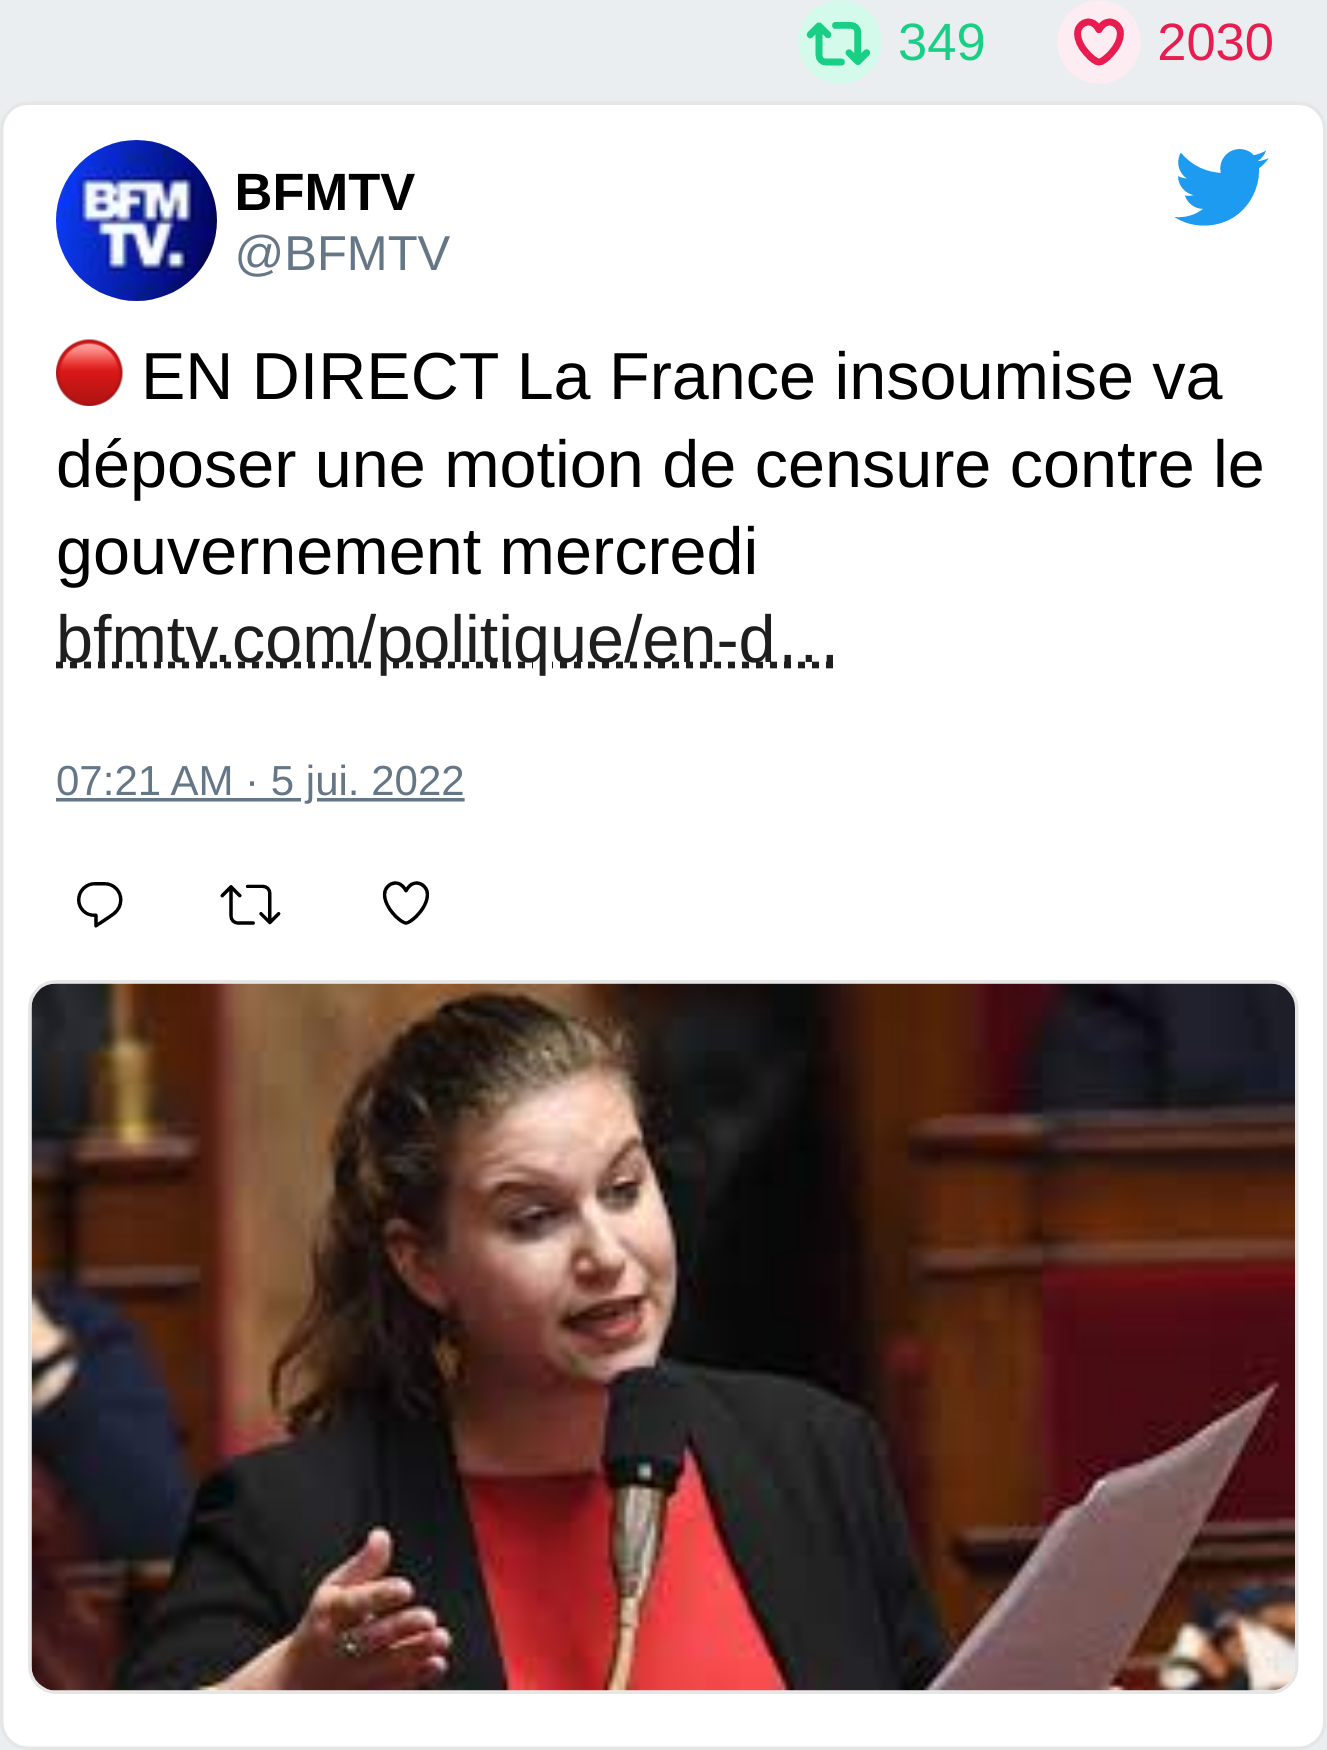 349 2030
BFM
TV.
BFMTV
@BFMTV
EN DIRECT La France insoumise va
déposer une motion de censure contre le
gouvernement mercredi
bfmtv.com/politique/en-d…
07:21 AM · 5 jui. 2022